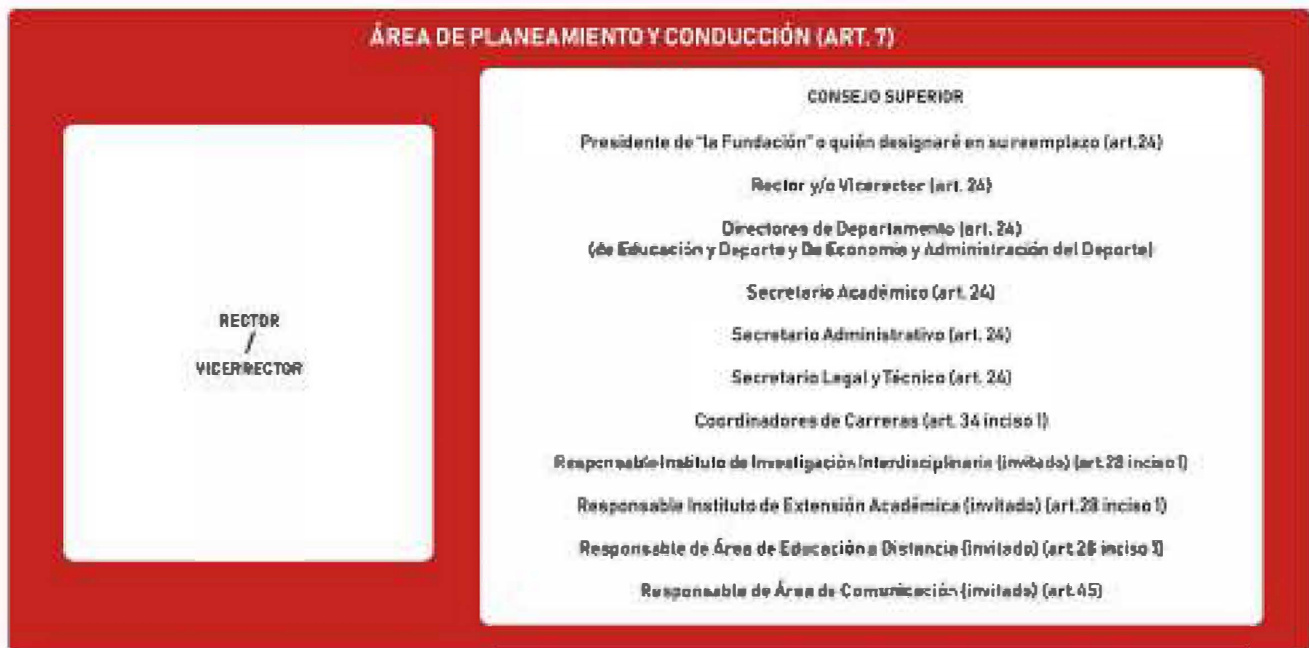 ÁREA DE PLANEAMIENTO Y CONDUCCIÓN (ART. 7)
RECTOR
/
VICERRECTOR
CONSEJO SUPERIOR
Presidente de "la Fundación" o quién designaré en su reemplazo (art.24)
Rector y/o Vicerector (art. 24)
Directores de Departamento (art. 24)
(de Educación y Deporte y De Economía y Administración del Deporte)
Secretario Académico (art. 24)
Secretario Administrativo (art. 24)
Secretario Legal y Técnico (art. 24)
Coordinadores de Carreras (art. 34 inciso 1)
Responsable Instituto de Investigación Interdisciplinaria (invitado) (art.28 inciso 1)
Responsable Instituto de Extensión Académica (invitado) (art.28 inciso 1)
Responsable de Área de Educación a Distancia (invitado) (art.28 inciso
Responsable de Área de Comunicación (invitado) (art.45)